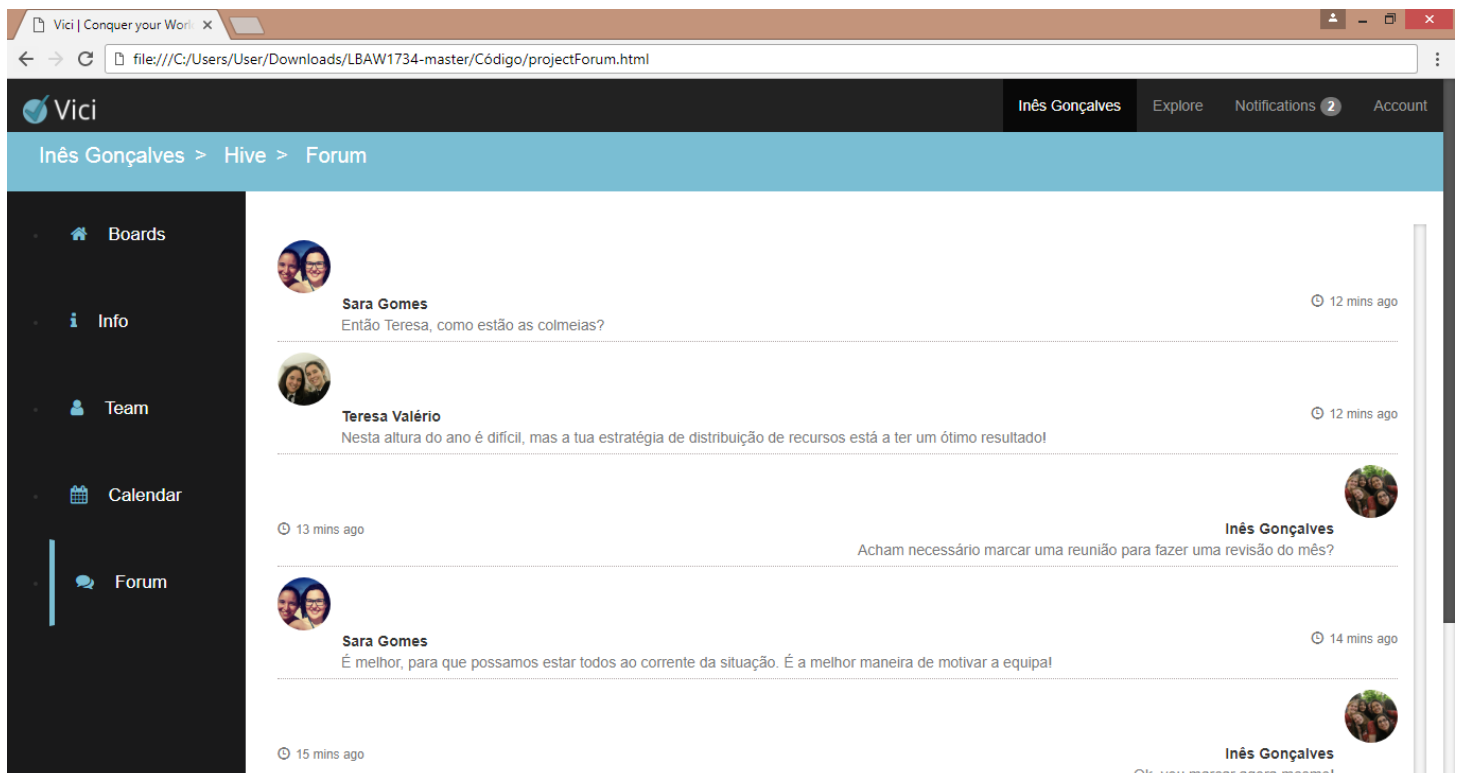 Vici | Conquer your Worl
file:///C:/Users/User/Downloads/LBAW1734-master/Código/projectForum.html
Vici
Inês Gonçalves Explore Notifications 2 Account
Inês Gonçalves > Hive > Forum
Boards
Info
Team
Calendar
Forum
Sara Gomes
12 mins ago
Então Teresa, como estão as colmeias?
Teresa Valério
12 mins ago
Nesta altura do ano é difícil, mas a tua estratégia de distribuição de recursos está a ter um ótimo resultado!
13 mins ago
Inês Gonçalves
Acham necessário marcar uma reunião para fazer uma revisão do mês?
Sara Gomes
14 mins ago
É melhor, para que possamos estar todos ao corrente da situação. É a melhor maneira de motivar a equipa!
15 mins ago
Inês Gonçalves
Ok, vou marcar agora mesmo!